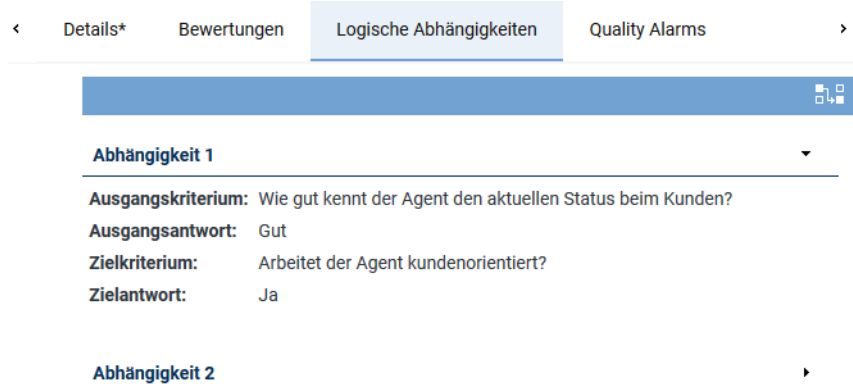 Details* Bewertungen Logische Abhängigkeiten Quality Alarms
Abhängigkeit 1
Ausgangskriterium: Wie gut kennt der Agent den aktuellen Status beim Kunden?
Ausgangsantwort: Gut
Zielkriterium: Arbeitet der Agent kundenorientiert?
Zielantwort: Ja
Abhängigkeit 2